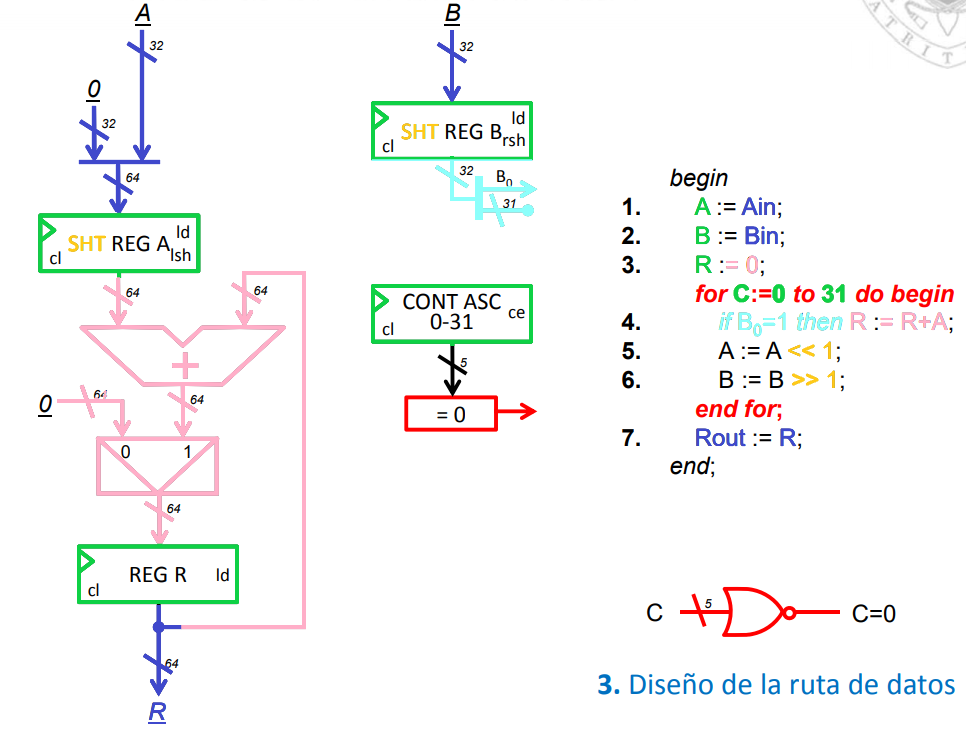 A
32
0
32
64
SHT REG A
ld
lsh
cl
64
64
+
0
64
64
0 1
64
REG R ld
cl
64
R
B
32
SHT REG B
ld
rsh
cl
32
B0
31
CONT ASC
0-31
ce
cl
5
= 0
begin
1. A := Ain;
2. B := Bin;
3. R := 0;
for C:=0 to 31 do begin
4. if B0=1 then R := R+A;
5. A := A << 1;
6. B := B >> 1;
end for;
7. Rout := R;
end;
C 5 C=0
3. Diseño de la ruta de datos
ATRIT